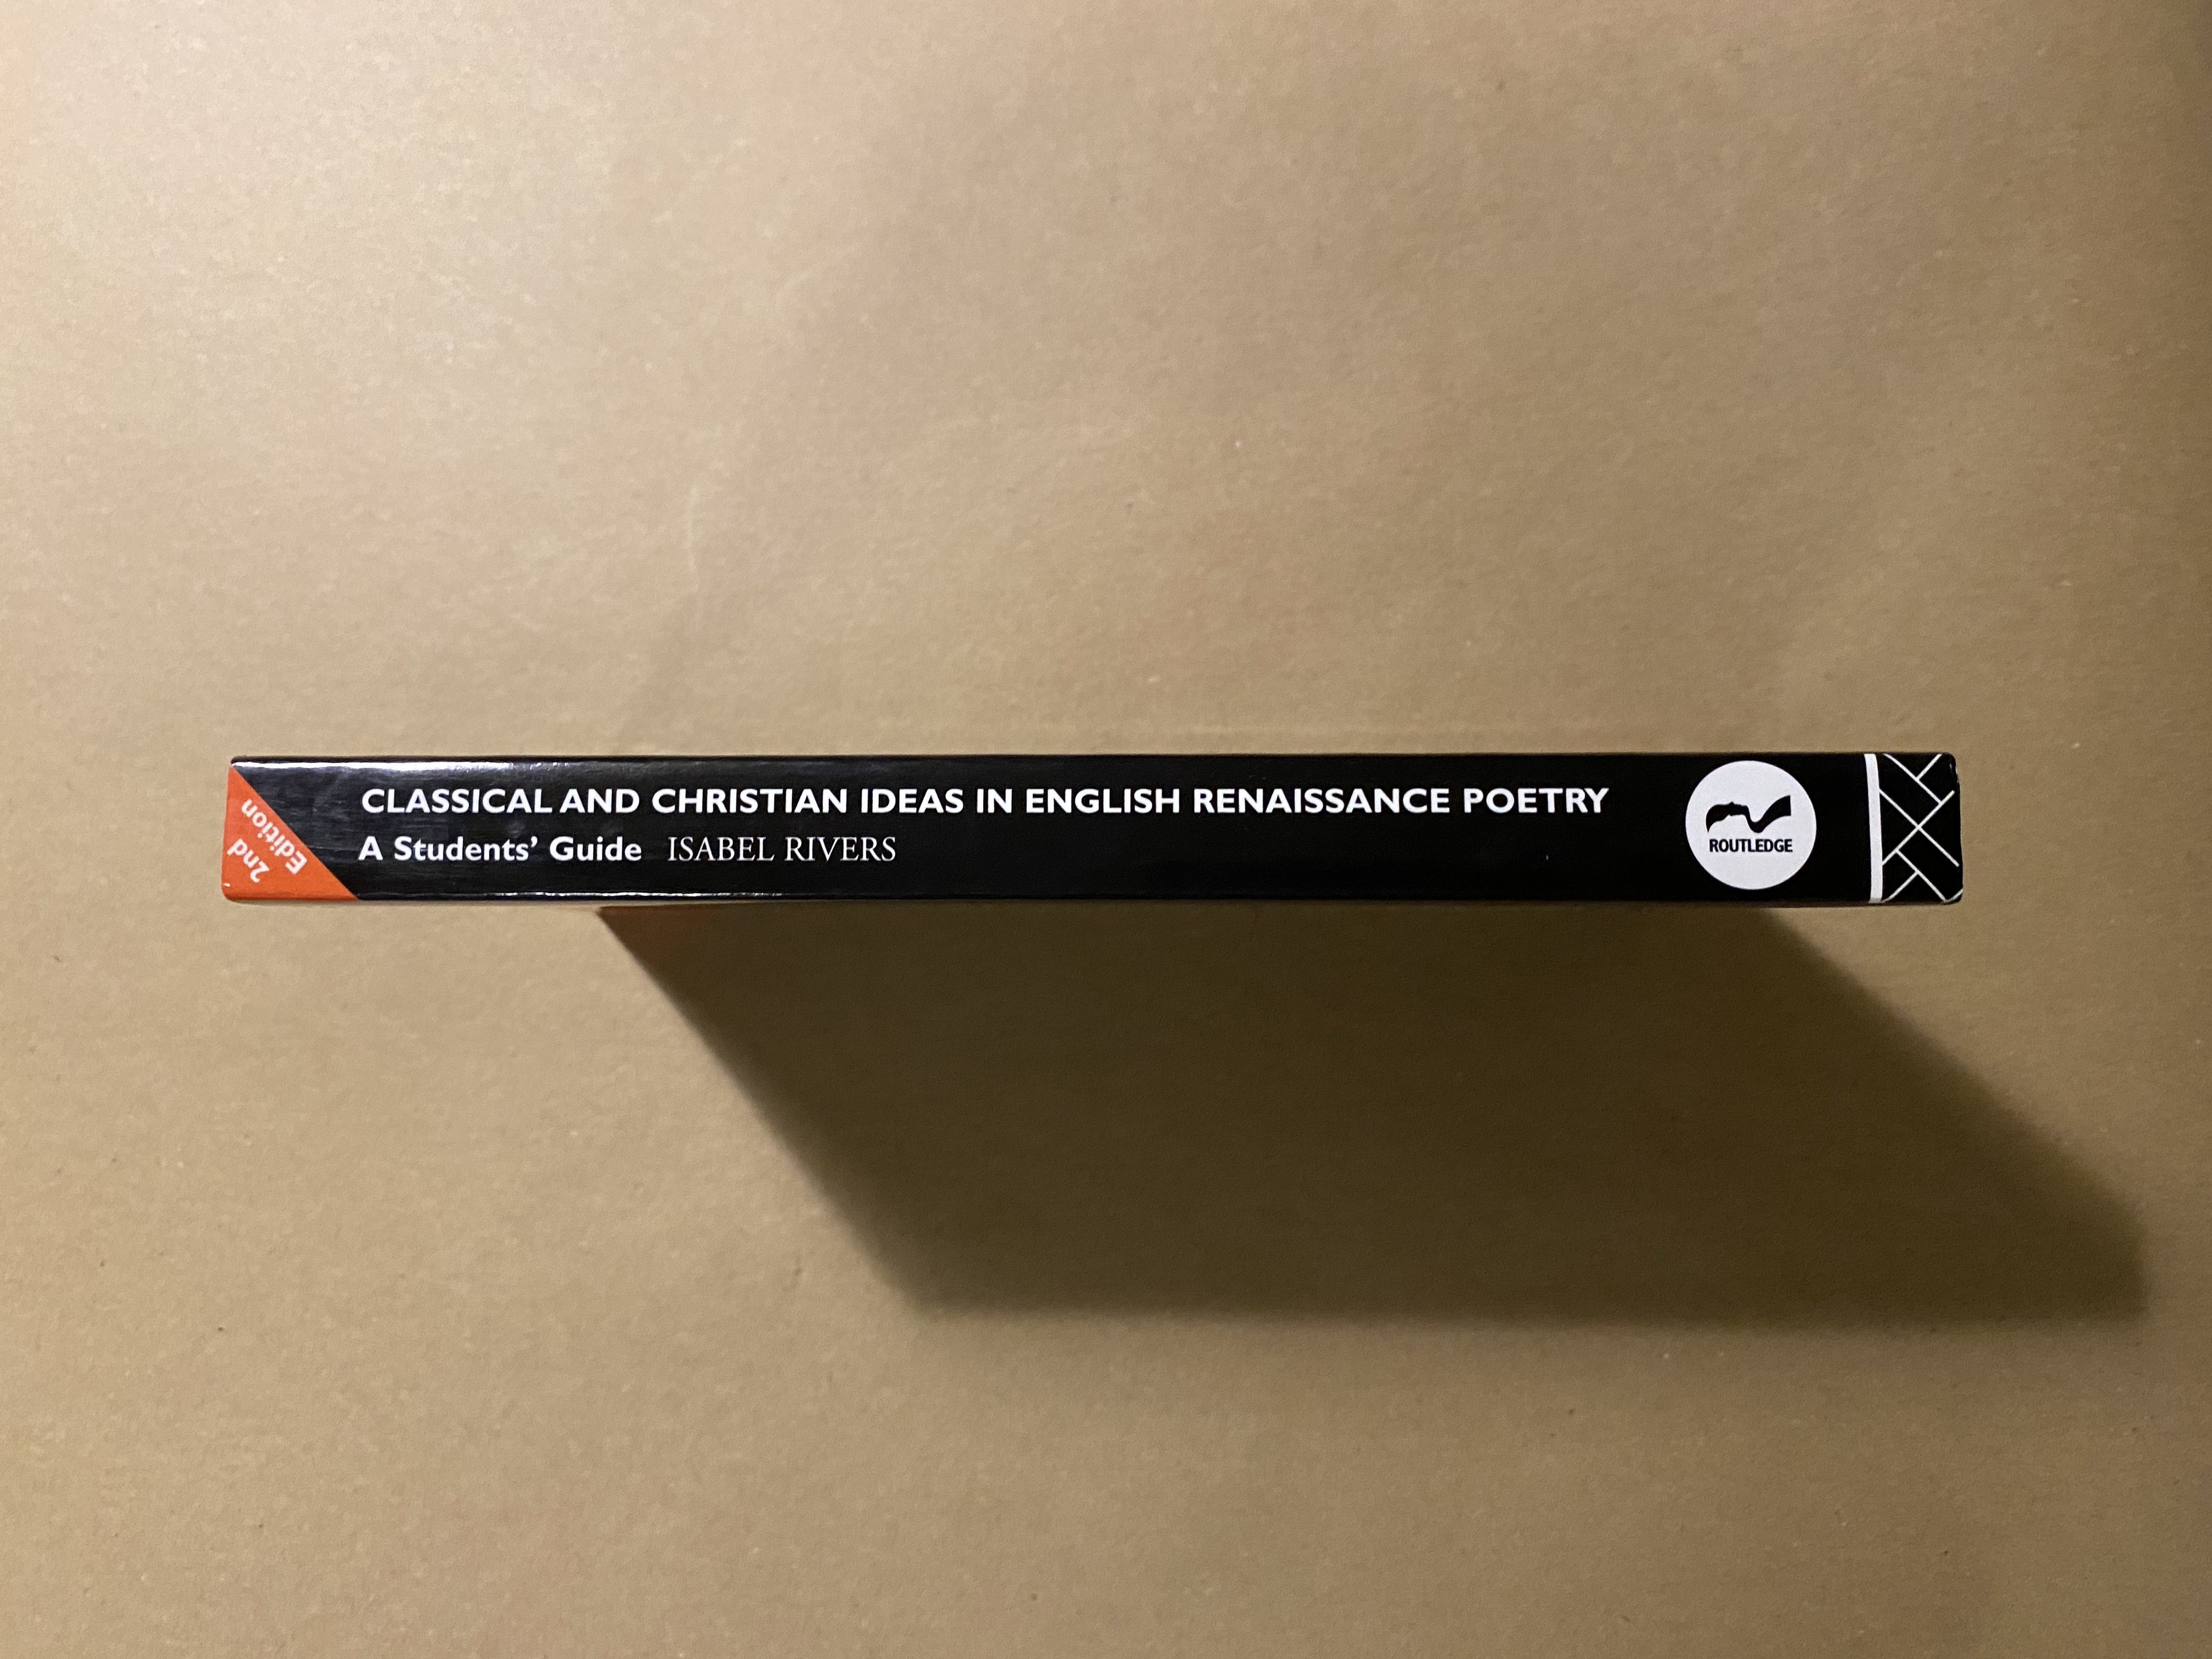 2nd
Edition
CLASSICAL AND CHRISTIAN IDEAS IN ENGLISH RENAISSANCE POETRY
A Students’ Guide ISABEL RIVERS
ROUTLEDGE